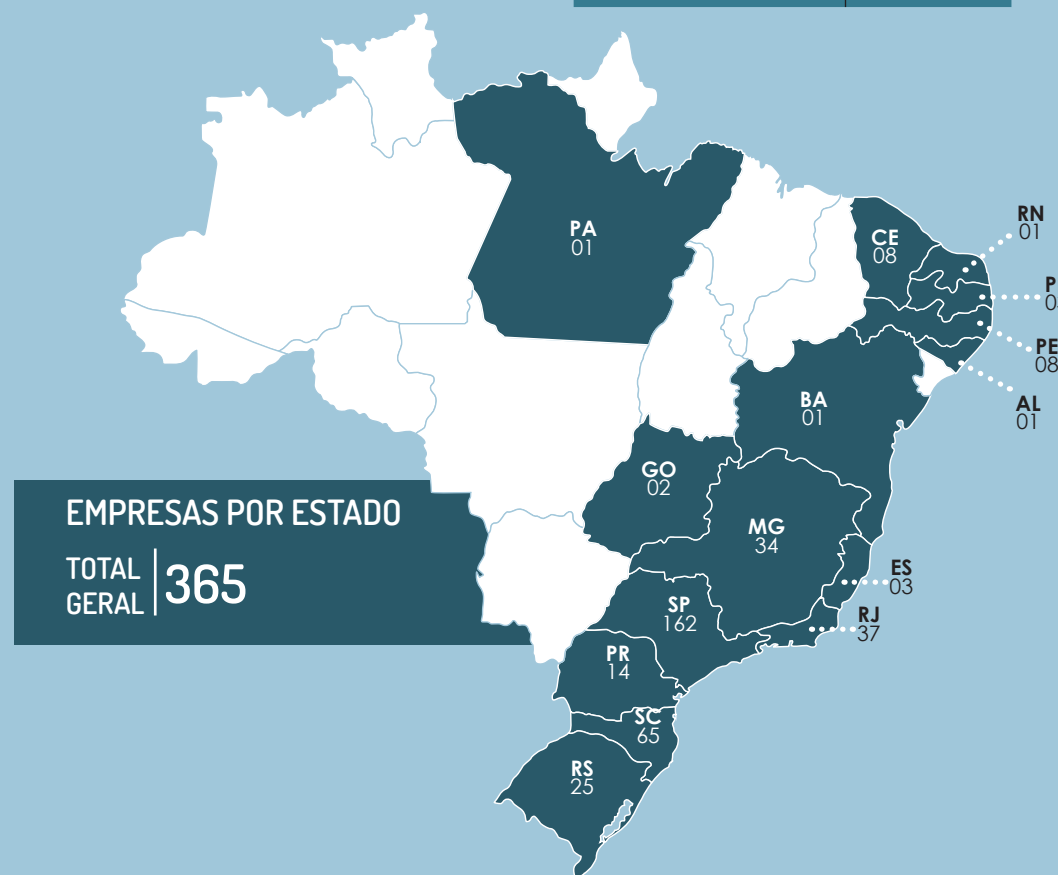 RN
01
PA
01
CE
08
PE
08
AL
01
BA
01
GO
02
EMPRESAS POR ESTADO
TOTAL
GERAL
365
MG
34
ES
03
SP
162
RJ
37
PR
14
SC
65
RS
25